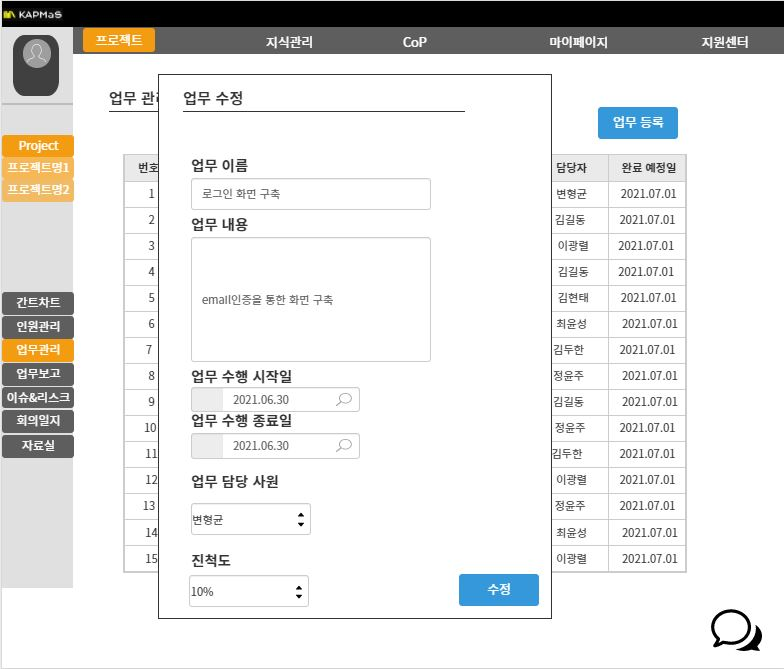 KAPMaS
프로젝트 지식관리 CoP 마이페이지 지원센터
Project
프로젝트명1
프로젝트명2
간트차트
인원관리
업무관리
업무보고
이슈&리스크
회의일지
자료실
업무 관리
업무 등록
번호 담당자 완료 예정일
1 변형균 2021.07.01
2 김길동 2021.07.01
3 이광렬 2021.07.01
4 김길동 2021.07.01
5 김현태 2021.07.01
6 최윤성 2021.07.01
7 김두한 2021.07.01
8 정윤주 2021.07.01
9 김길동 2021.07.01
10 정윤주 2021.07.01
11 김두한 2021.07.01
12 이광렬 2021.07.01
13 정윤주 2021.07.01
14 최윤성 2021.07.01
15 이광렬 2021.07.01
업무 수정
업무 이름
로그인 화면 구축
업무 내용
email인증을 통한 화면 구축
업무 수행 시작일
2021.06.30
업무 수행 종료일
2021.06.30
업무 담당 사원
변형균
진척도
10%
수정